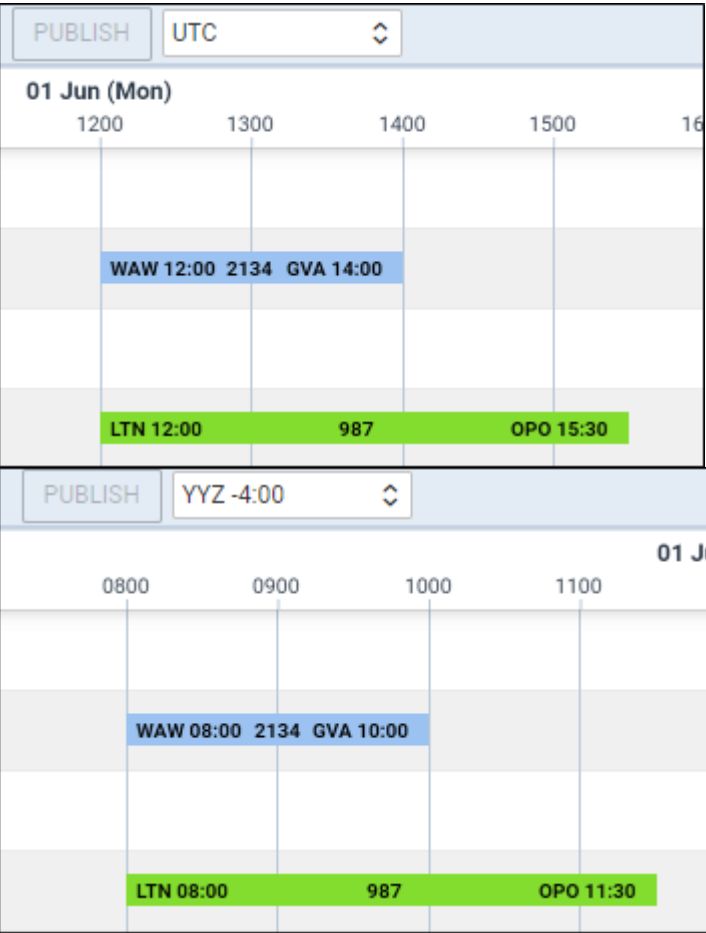 PUBLISH UTC
01 Jun (Mon)
1200 1300 1400 1500 16
WAW 12:00 2134 GVA 14:00
LTN 12:00 987 OPO 15:30
PUBLISH YYZ -4:00
01 J
0800 0900 1000 1100
WAW 08:00 2134 GVA 10:00
LTN 08:00 987 OPO 11:30